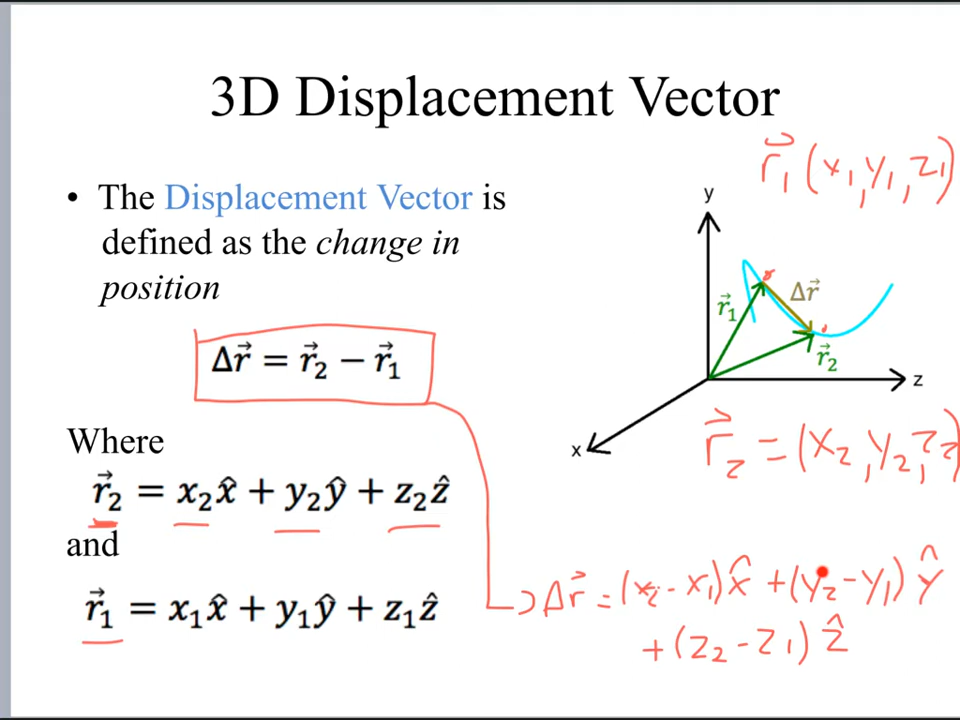 3D Displacement Vector
• The Displacement Vector is
defined as the change in
position
Δr⃗ = r⃗₂ − r⃗₁
Where
r⃗₂ = x₂x̂ + y₂ŷ + z₂ẑ
and
r⃗₁ = x₁x̂ + y₁ŷ + z₁ẑ
r⃗₁ (x₁, y₁, z₁)
y
Δr⃗
r⃗₁
r⃗₂
z
x
r⃗₂ = (x₂, y₂, z₂)
Δr⃗ = (x₂ − x₁) x̂ + (y₂ − y₁) ŷ
+ (z₂ − z₁) ẑ